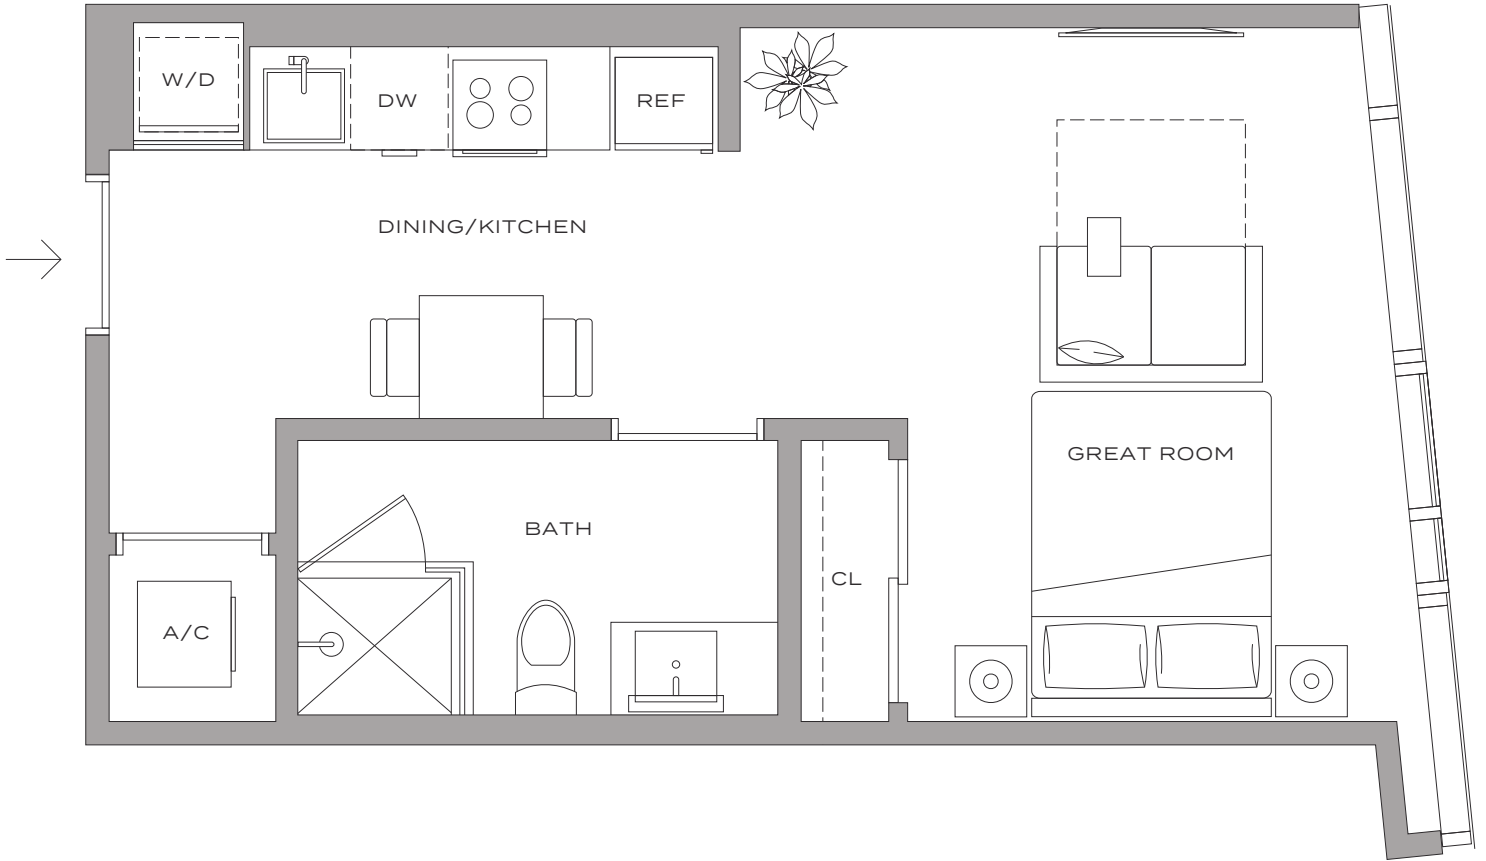 W/D
DW
REF
DINING/KITCHEN
GREAT ROOM
BATH
CL
A/C